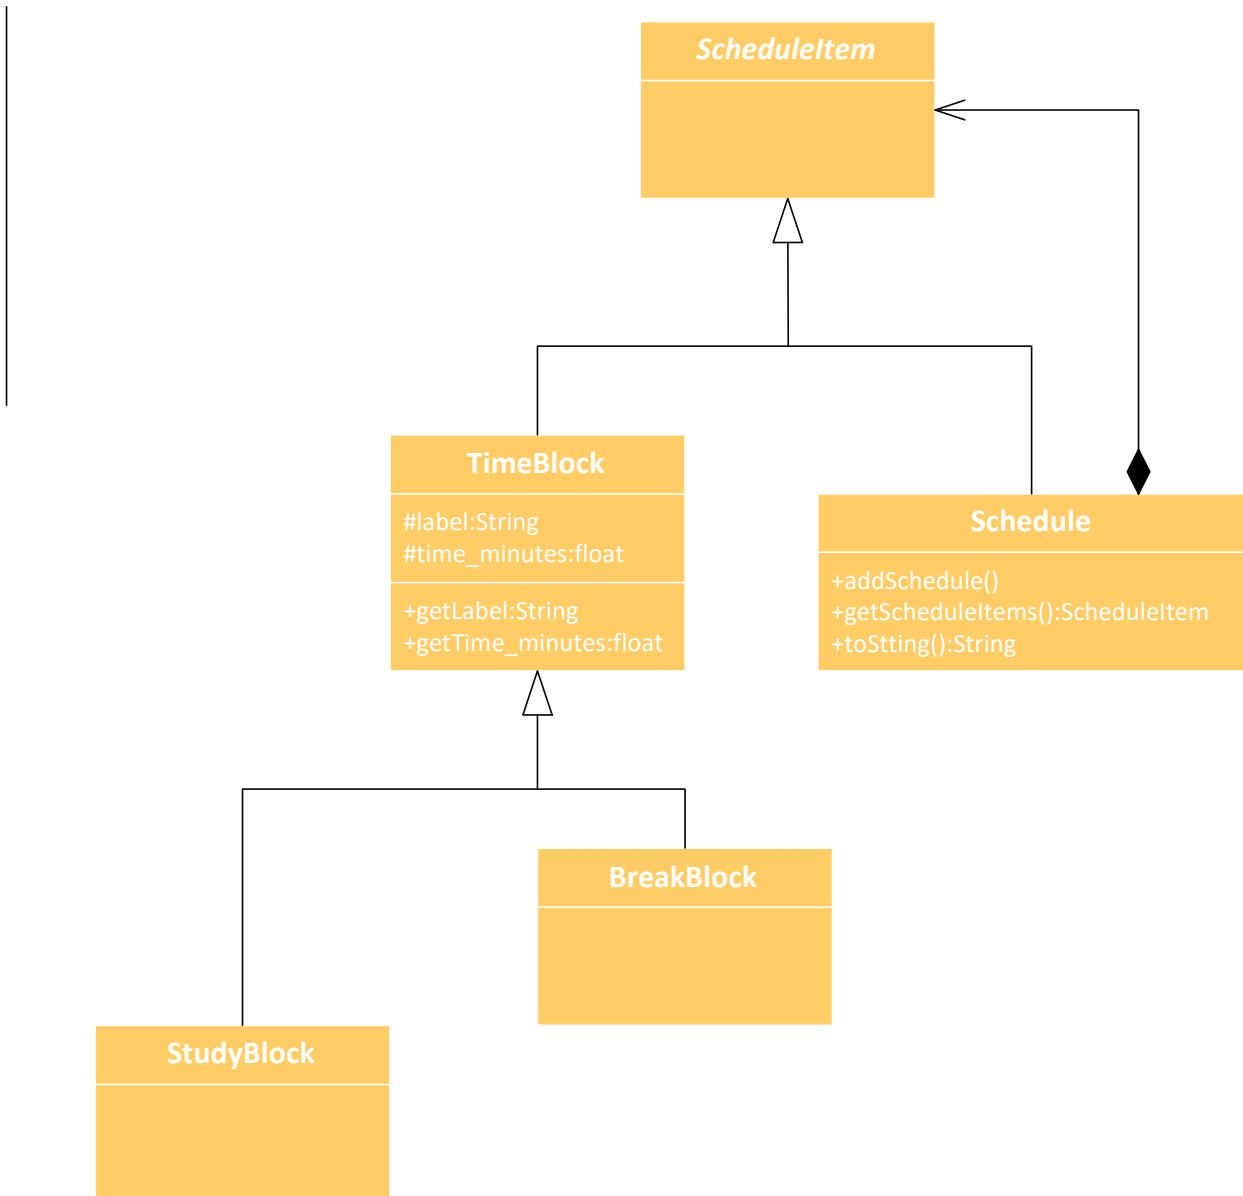 ScheduleItem
TimeBlock
#label:String
#time_minutes:float
+getLabel:String
+getTime_minutes:float
Schedule
+addSchedule()
+getScheduleItems():ScheduleItem
+toStting():String
BreakBlock
StudyBlock